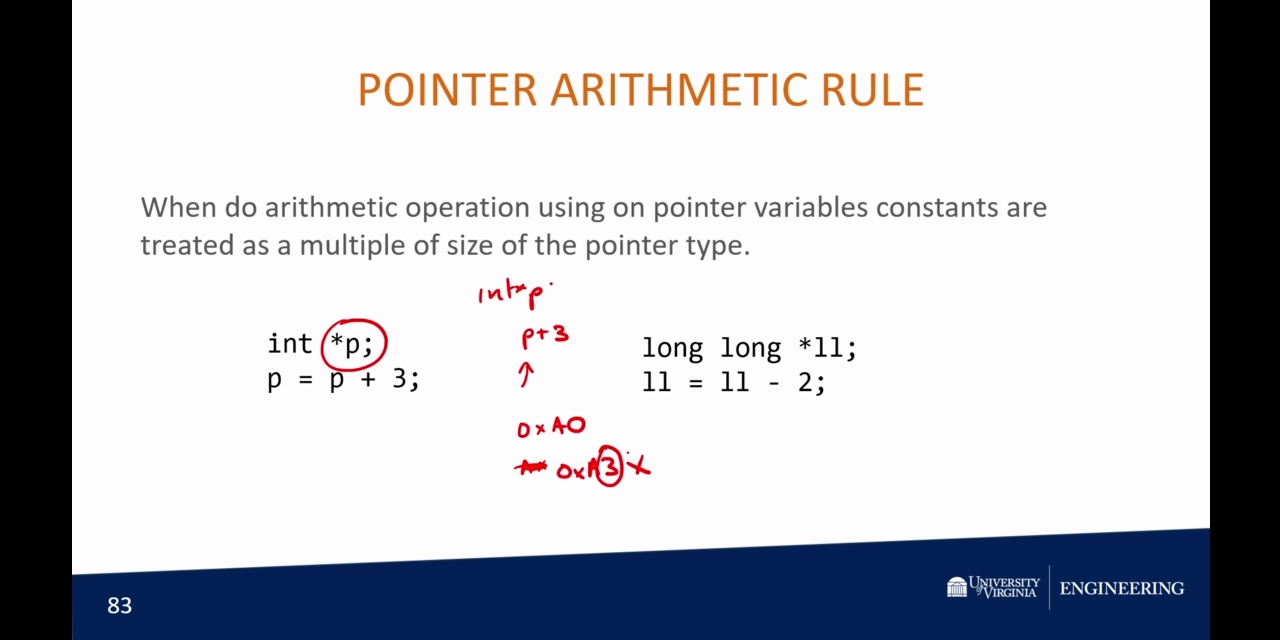 POINTER ARITHMETIC RULE
When do arithmetic operation using on pointer variables constants are
treated as a multiple of size of the pointer type.
int *p;
p = p + 3;
int* p
p+3
↑
0xA0
0xA3 X
long long *ll;
ll = ll - 2;
83
UNIVERSITY of VIRGINIA
ENGINEERING